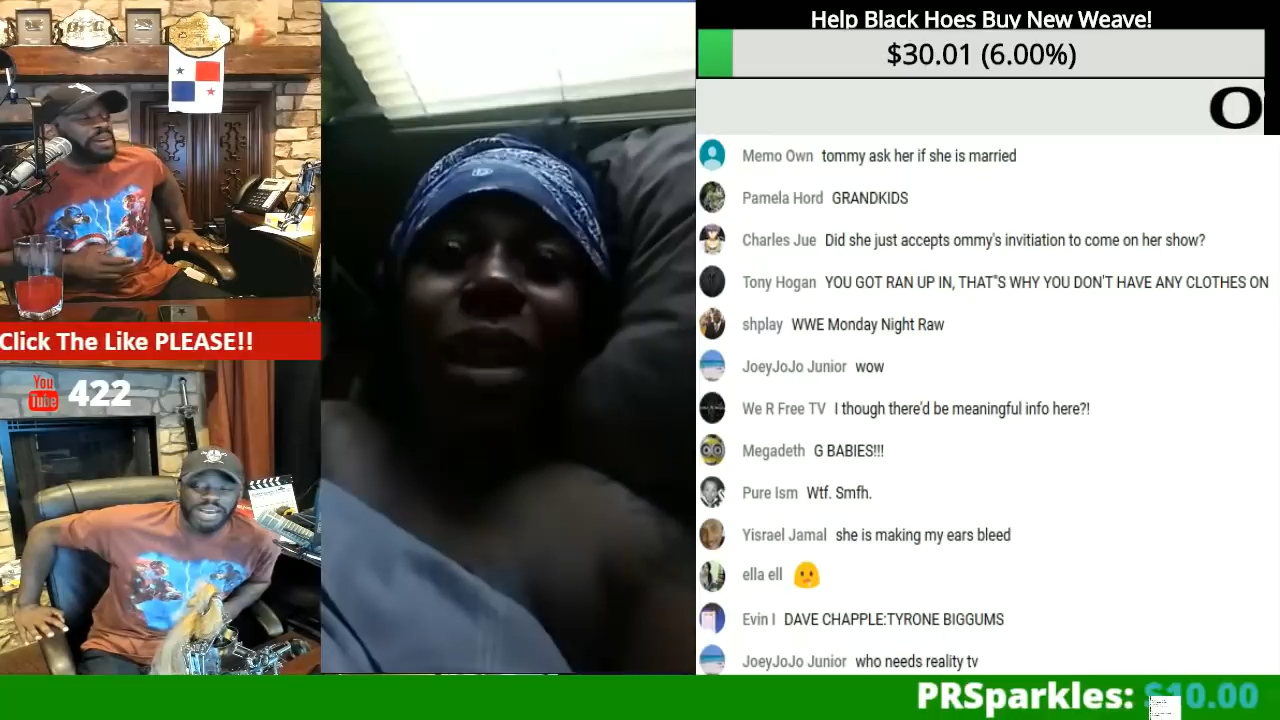 Help Black Hoes Buy New Weave!
$30.01 (6.00%)
O
Memo Own tommy ask her if she is married
Pamela Hord GRANDKIDS
Charles Jue Did she just accepts ommy's invitiation to come on her show?
Tony Hogan YOU GOT RAN UP IN, THAT"S WHY YOU DON'T HAVE ANY CLOTHES ON
shplay WWE Monday Night Raw
JoeyJoJo Junior wow
We R Free TV I though there'd be meaningful info here?!
Megadeth G BABIES!!!
Pure Ism Wtf. Smfh.
Yisrael Jamal she is making my ears bleed
ella ell
Evin I DAVE CHAPPLE:TYRONE BIGGUMS
JoeyJoJo Junior who needs reality tv
Click The Like PLEASE!!
You Tube 422
PRSparkles: $10.00